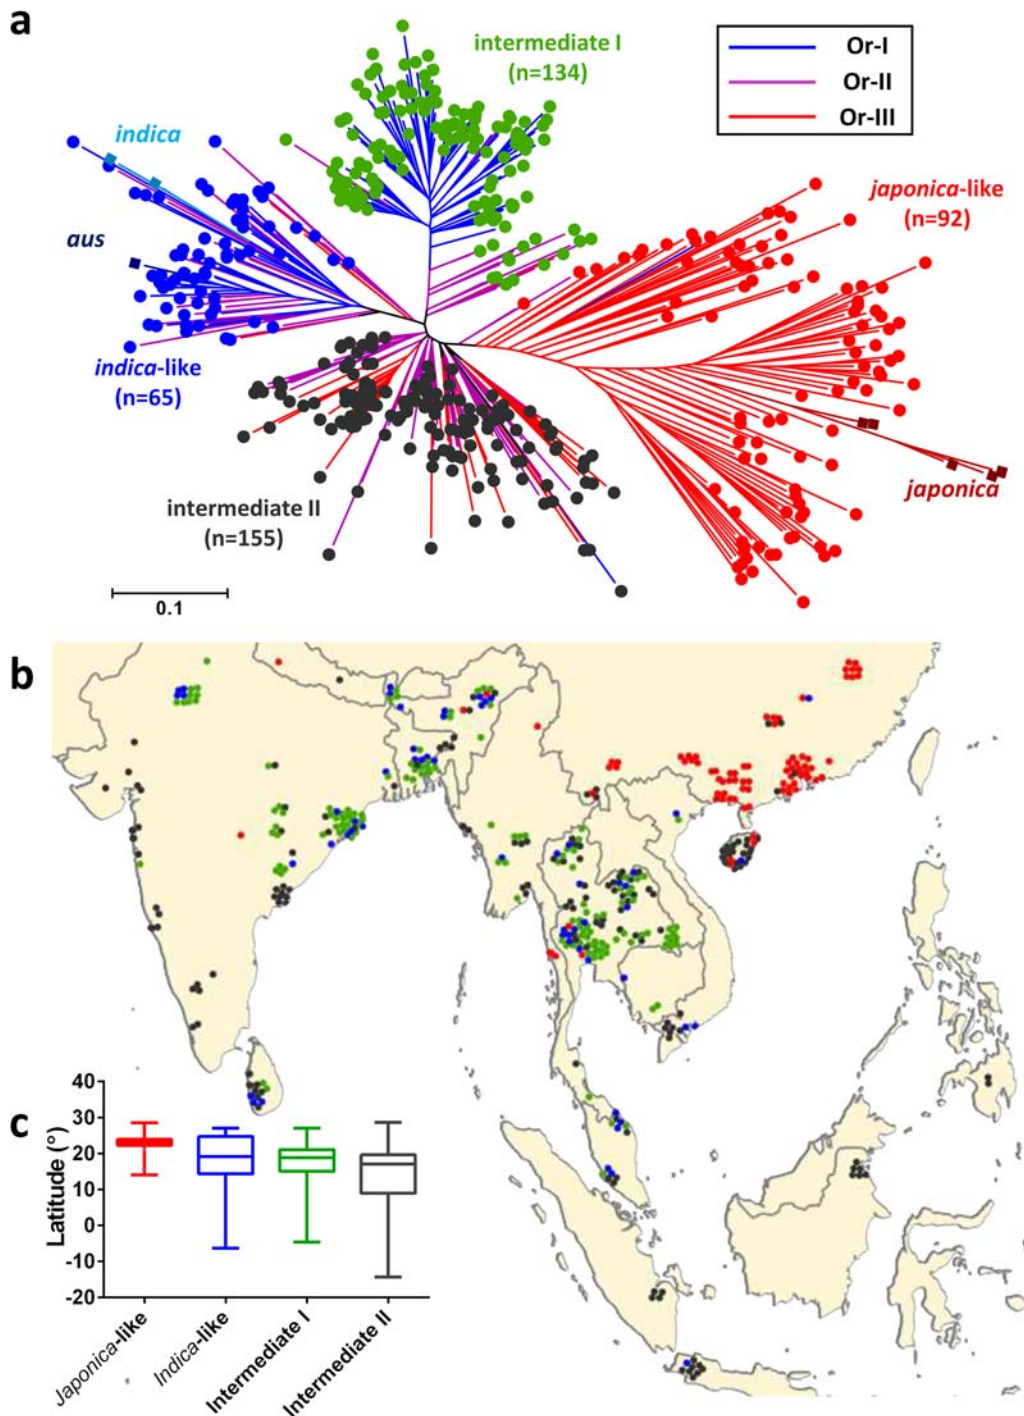 a
intermediate I
(n=134)
Or-I
Or-II
Or-III
indica
japonica-like
(n=92)
aus
indica-like
(n=65)
japonica
intermediate II
(n=155)
0.1
b
c
Latitude (°)
40
30
20
10
0
-10
-20
Japonica-like
Indica-like
Intermediate I
Intermediate II